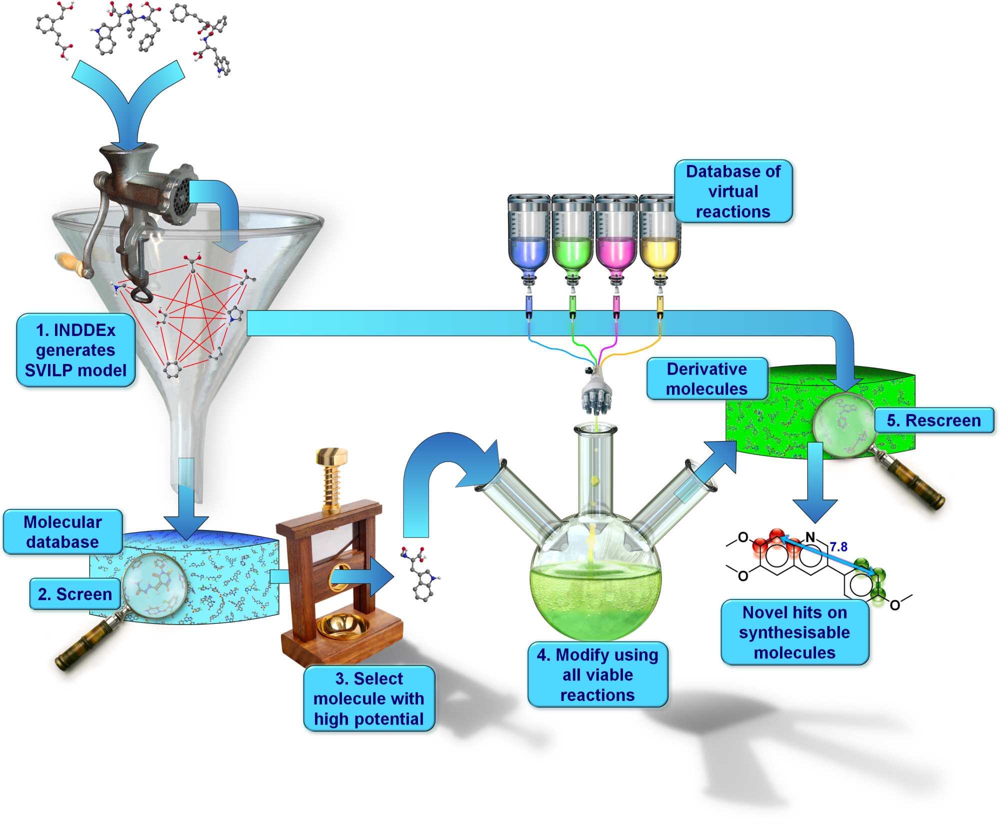 Database of
virtual
reactions
1. INDDEx
generates
SVILP model
Derivative
molecules
5. Rescreen
Molecular
database
2. Screen
3. Select
molecule with
high potential
4. Modify using
all viable
reactions
N
O
7.8
O
O
Novel hits on
synthesisable
molecules